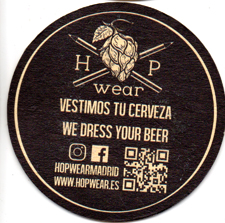 H P
wear
VESTIMOS TU CERVEZA
WE DRESS YOUR BEER
HOPWEARMADRID
WWW.HOPWEAR.ES